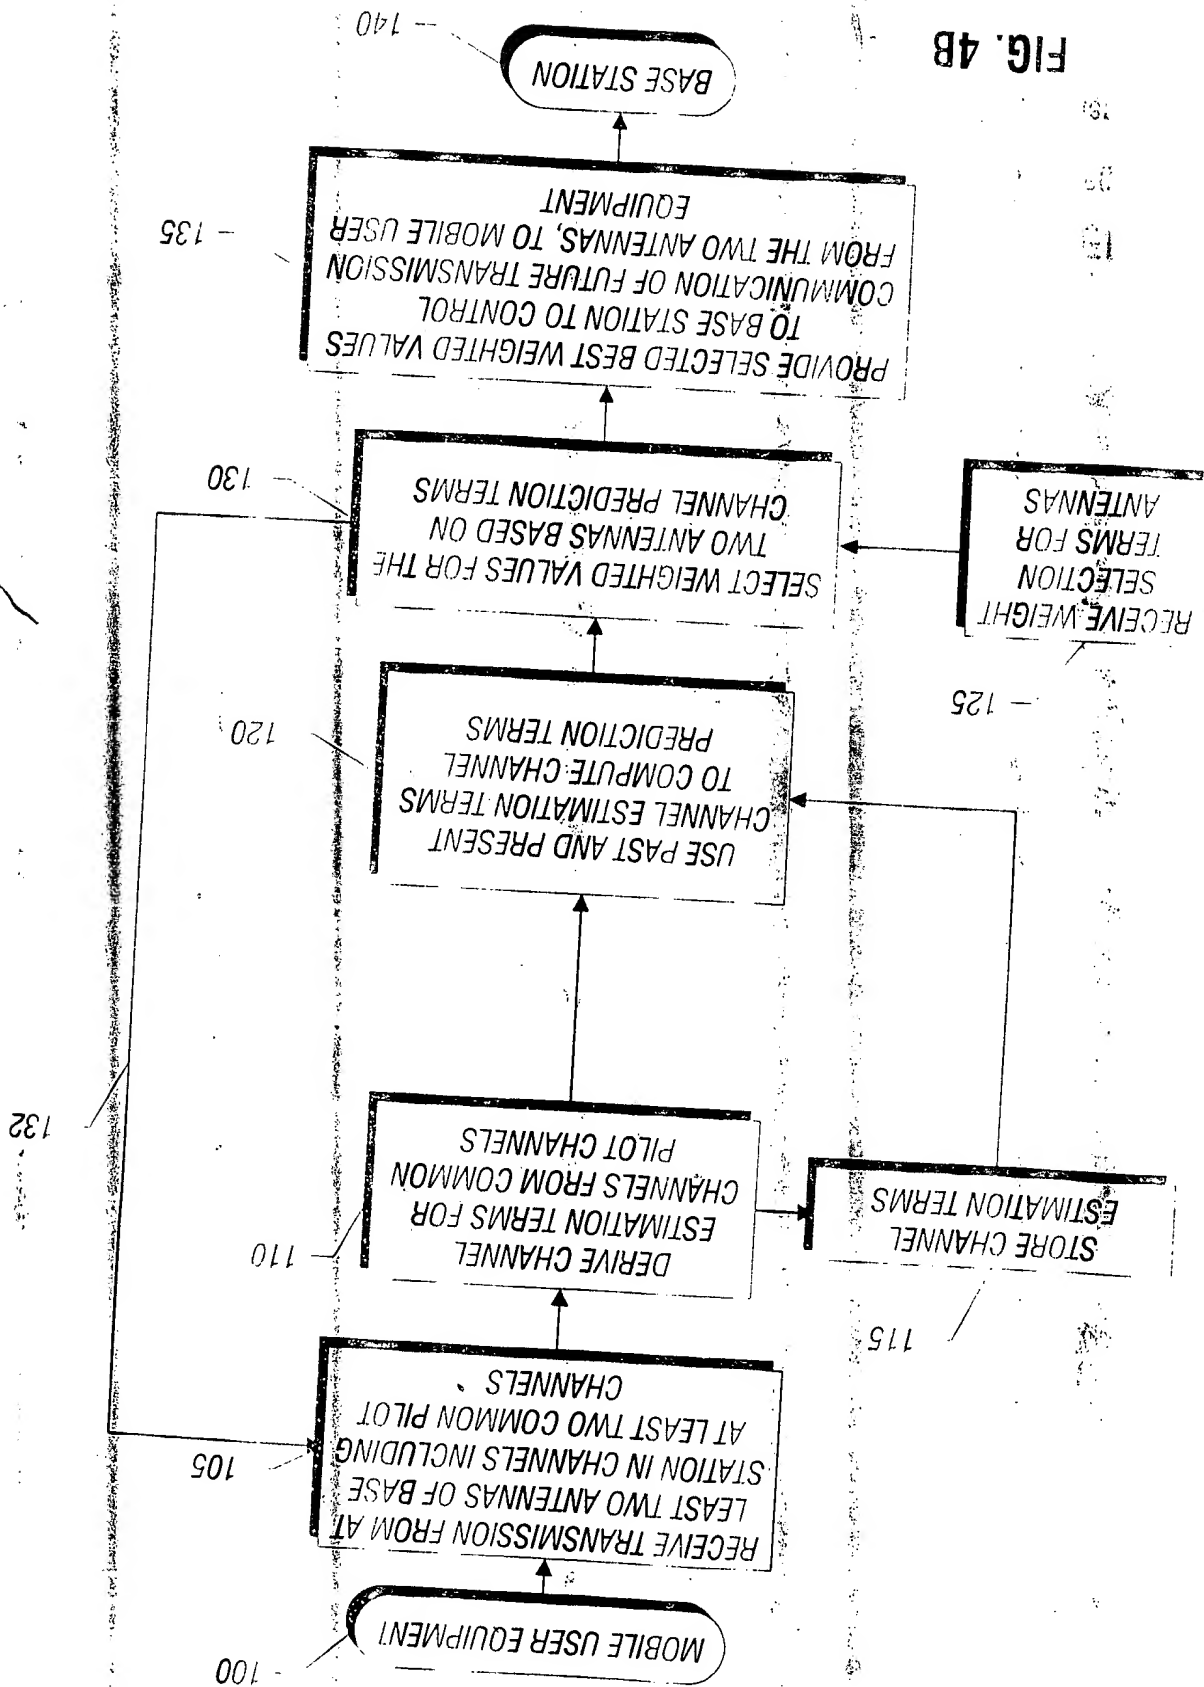 100
MOBILE USER EQUIPMENT
RECEIVE TRANSMISSION FROM AT
LEAST TWO ANTENNAS OF BASE
STATION IN CHANNELS INCLUDING
AT LEAST TWO COMMON PILOT
CHANNELS
105
115
STORE CHANNEL
ESTIMATION TERMS
DERIVE CHANNEL
ESTIMATION TERMS FOR
CHANNELS FROM COMMON
PILOT CHANNELS
110
132
USE PAST AND PRESENT
CHANNEL ESTIMATION TERMS
TO COMPUTE CHANNEL
PREDICTION TERMS
120
125
RECEIVE WEIGHT
SELECTION
TERMS FOR
ANTENNAS
SELECT WEIGHTED VALUES FOR THE
TWO ANTENNAS BASED ON
CHANNEL PREDICTION TERMS
130
PROVIDE SELECTED BEST WEIGHTED VALUES
TO BASE STATION TO CONTROL
COMMUNICATION OF FUTURE TRANSMISSION
FROM THE TWO ANTENNAS, TO MOBILE USER
EQUIPMENT
135
BASE STATION
140
FIG. 4B